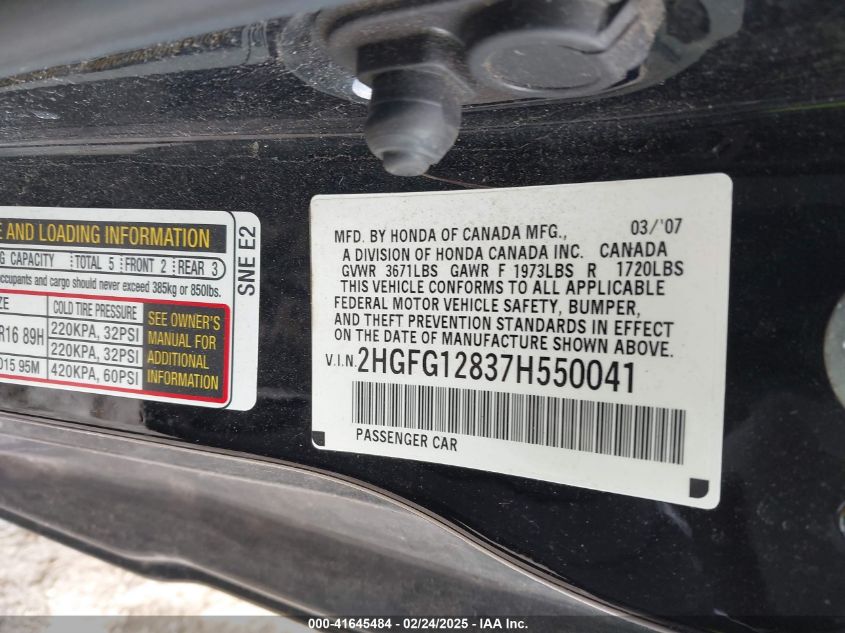 E AND LOADING INFORMATION
G CAPACITY TOTAL 5 FRONT 2 REAR 3
ccupants and cargo should never exceed 385kg or 850lbs.
ZE COLD TIRE PRESSURE
R16 89H 220KPA, 32PSI
220KPA, 32PSI
D15 95M 420KPA, 60PSI
SEE OWNER'S
MANUAL FOR
ADDITIONAL
INFORMATION
SNE E2
MFD. BY HONDA OF CANADA MFG., 03/'07
A DIVISION OF HONDA CANADA INC. CANADA
GVWR 3671LBS GAWR F 1973LBS R 1720LBS
THIS VEHICLE CONFORMS TO ALL APPLICABLE
FEDERAL MOTOR VEHICLE SAFETY, BUMPER,
AND THEFT PREVENTION STANDARDS IN EFFECT
ON THE DATE OF MANUFACTURE SHOWN ABOVE.
V.I.N. 2HGFG12837H550041
PASSENGER CAR
000-41645484 - 02/24/2025 - IAA Inc.